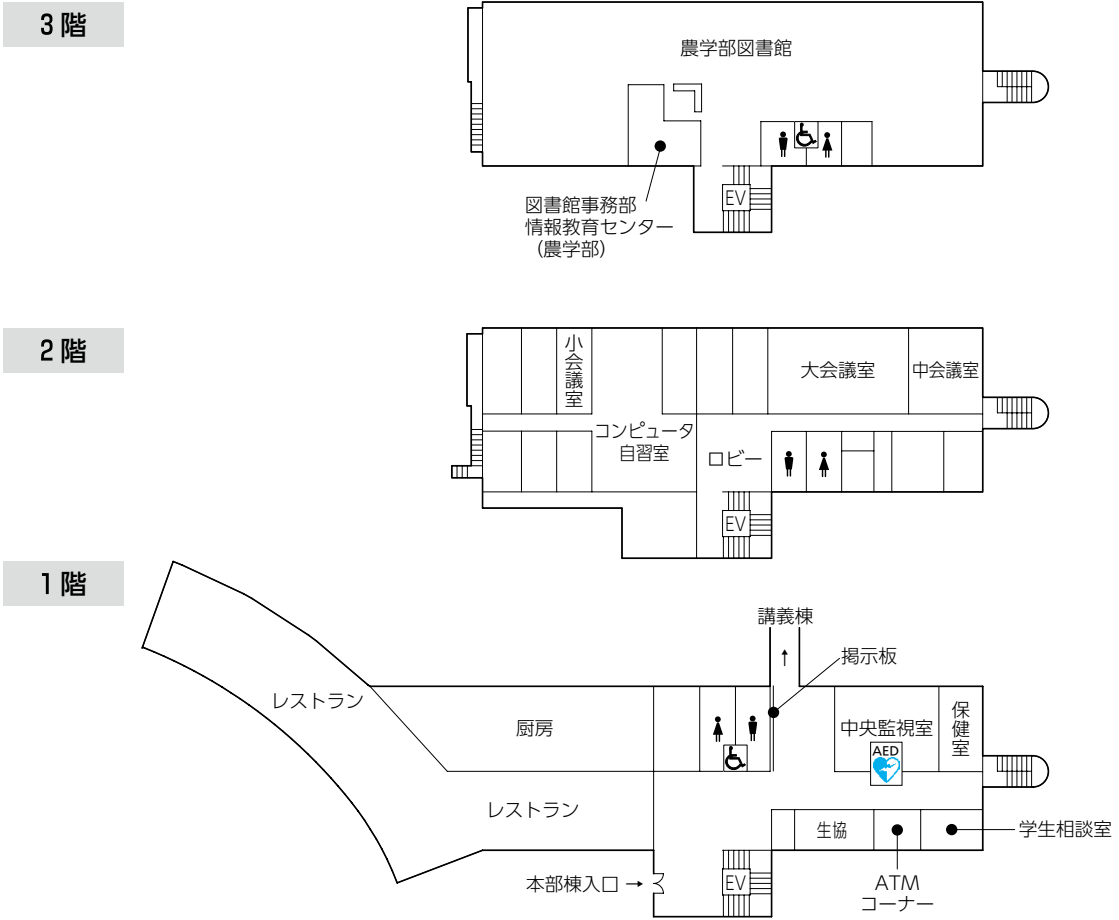 3階
農学部図書館
EV
図書館事務部
情報教育センター
（農学部）
2階
小会議室
大会議室
中会議室
コンピュータ
自習室
ロビー
EV
1階
講義棟
↑
掲示板
レストラン
厨房
中央監視室
保健室
AED
レストラン
生協
学生相談室
本部棟入口→
EV
ATM
コーナー